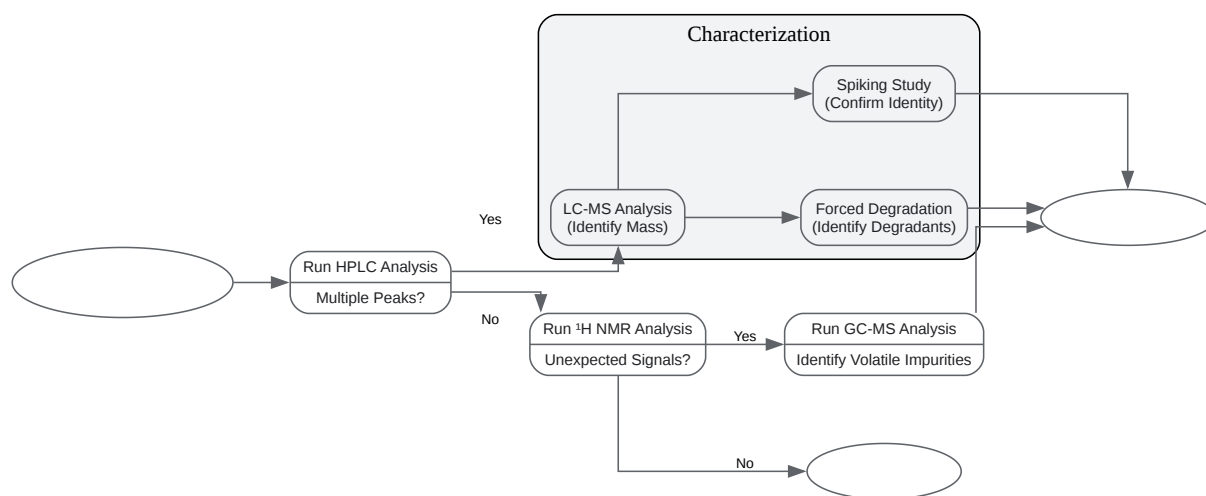 Characterization
Spiking Study
(Confirm Identity)
LC-MS Analysis
(Identify Mass)
Forced Degradation
(Identify Degradants)
Yes
Run HPLC Analysis
Multiple Peaks?
No
Run ¹H NMR Analysis
Unexpected Signals?
Yes
Run GC-MS Analysis
Identify Volatile Impurities
No